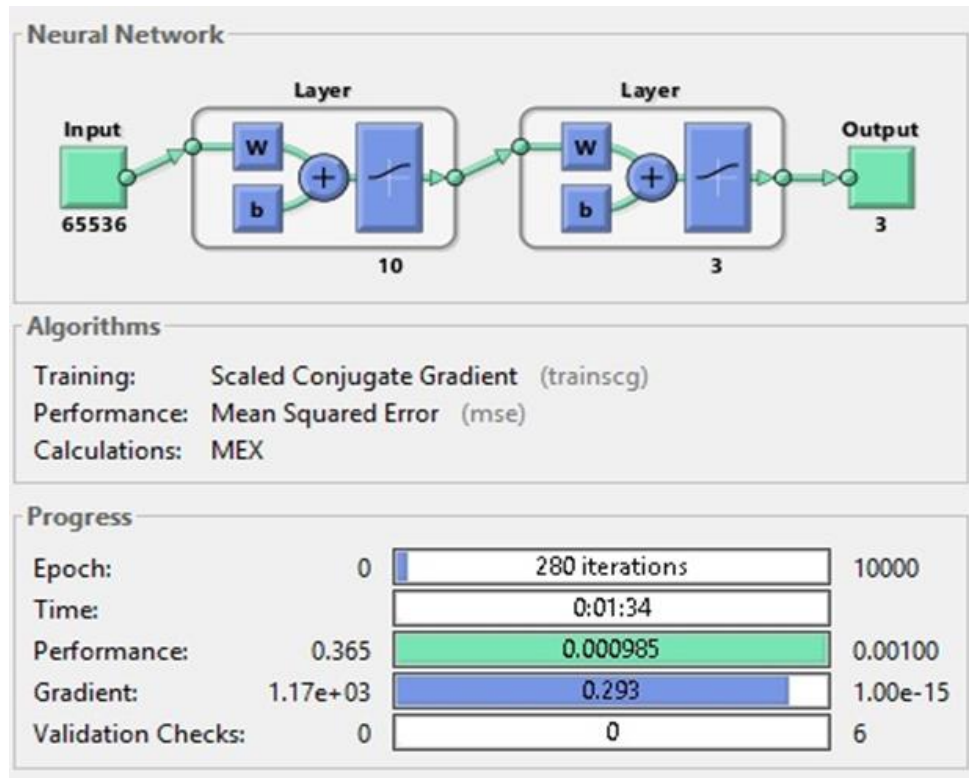 Neural Network
Layer Layer
Input W W Output
b b
65536 3
10 3
Algorithms
Training: Scaled Conjugate Gradient (trainscg)
Performance: Mean Squared Error (mse)
Calculations: MEX
Progress
Epoch: 0 280 iterations 10000
Time: 0:01:34
Performance: 0.365 0.000985 0.00100
Gradient: 1.17e+03 0.293 1.00e-15
Validation Checks: 0 0 6